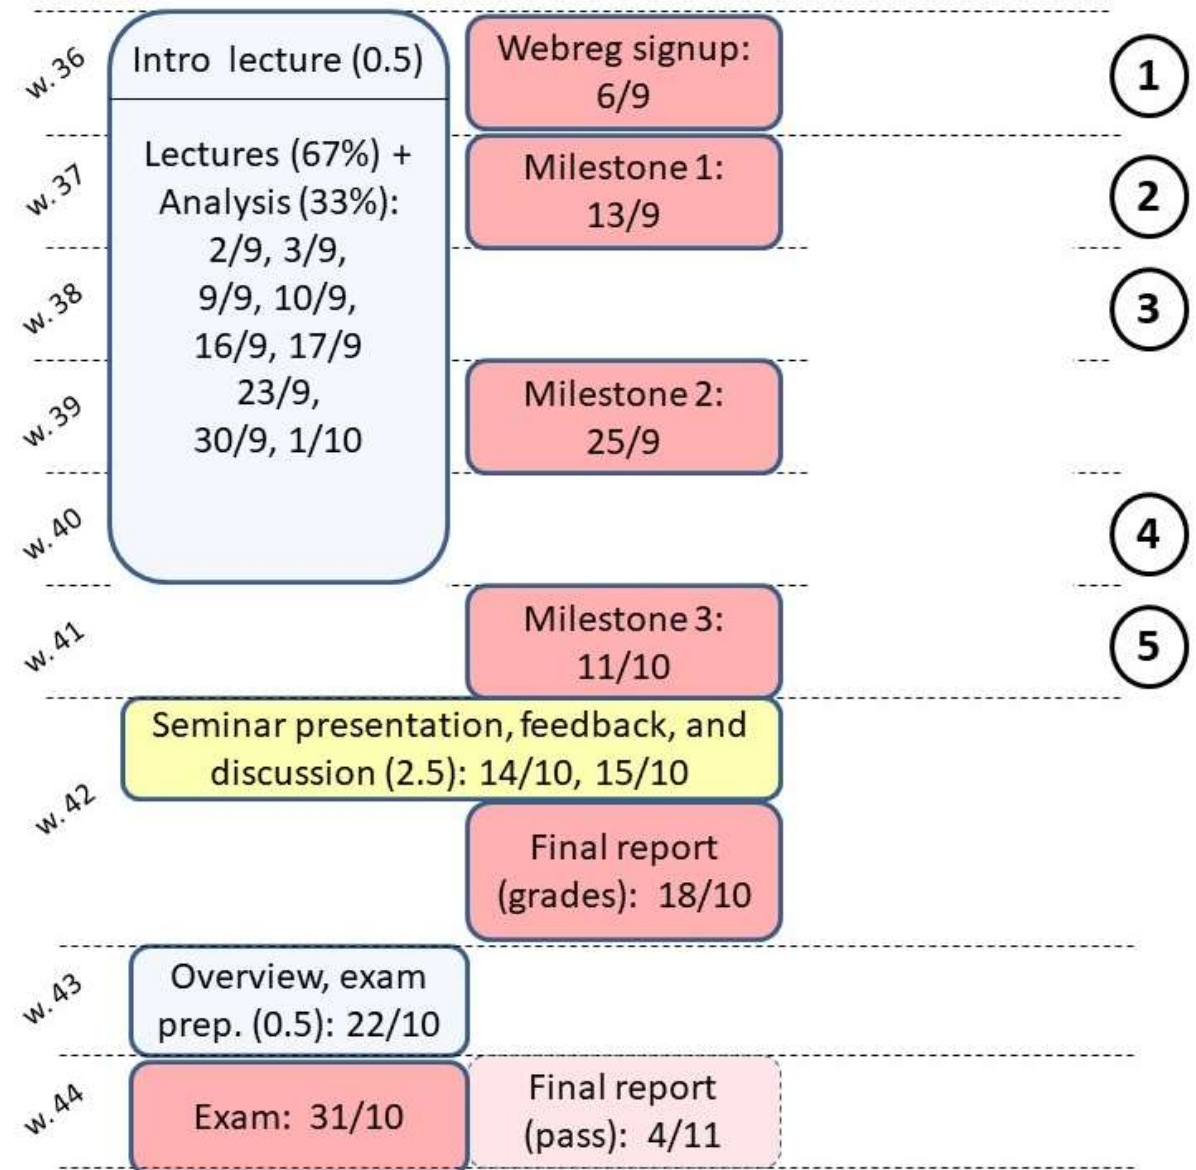 w. 36
Intro lecture (0.5)
Webreg signup:
6/9
1
w. 37
Lectures (67%) +
Analysis (33%):
2/9, 3/9,
9/9, 10/9,
16/9, 17/9
23/9,
30/9, 1/10
Milestone 1:
13/9
2
w. 38
3
w. 39
Milestone 2:
25/9
w. 40
4
w. 41
Milestone 3:
11/10
5
w. 42
Seminar presentation, feedback, and
discussion (2.5): 14/10, 15/10
Final report
(grades): 18/10
w. 43
Overview, exam
prep. (0.5): 22/10
w. 44
Exam: 31/10
Final report
(pass): 4/11